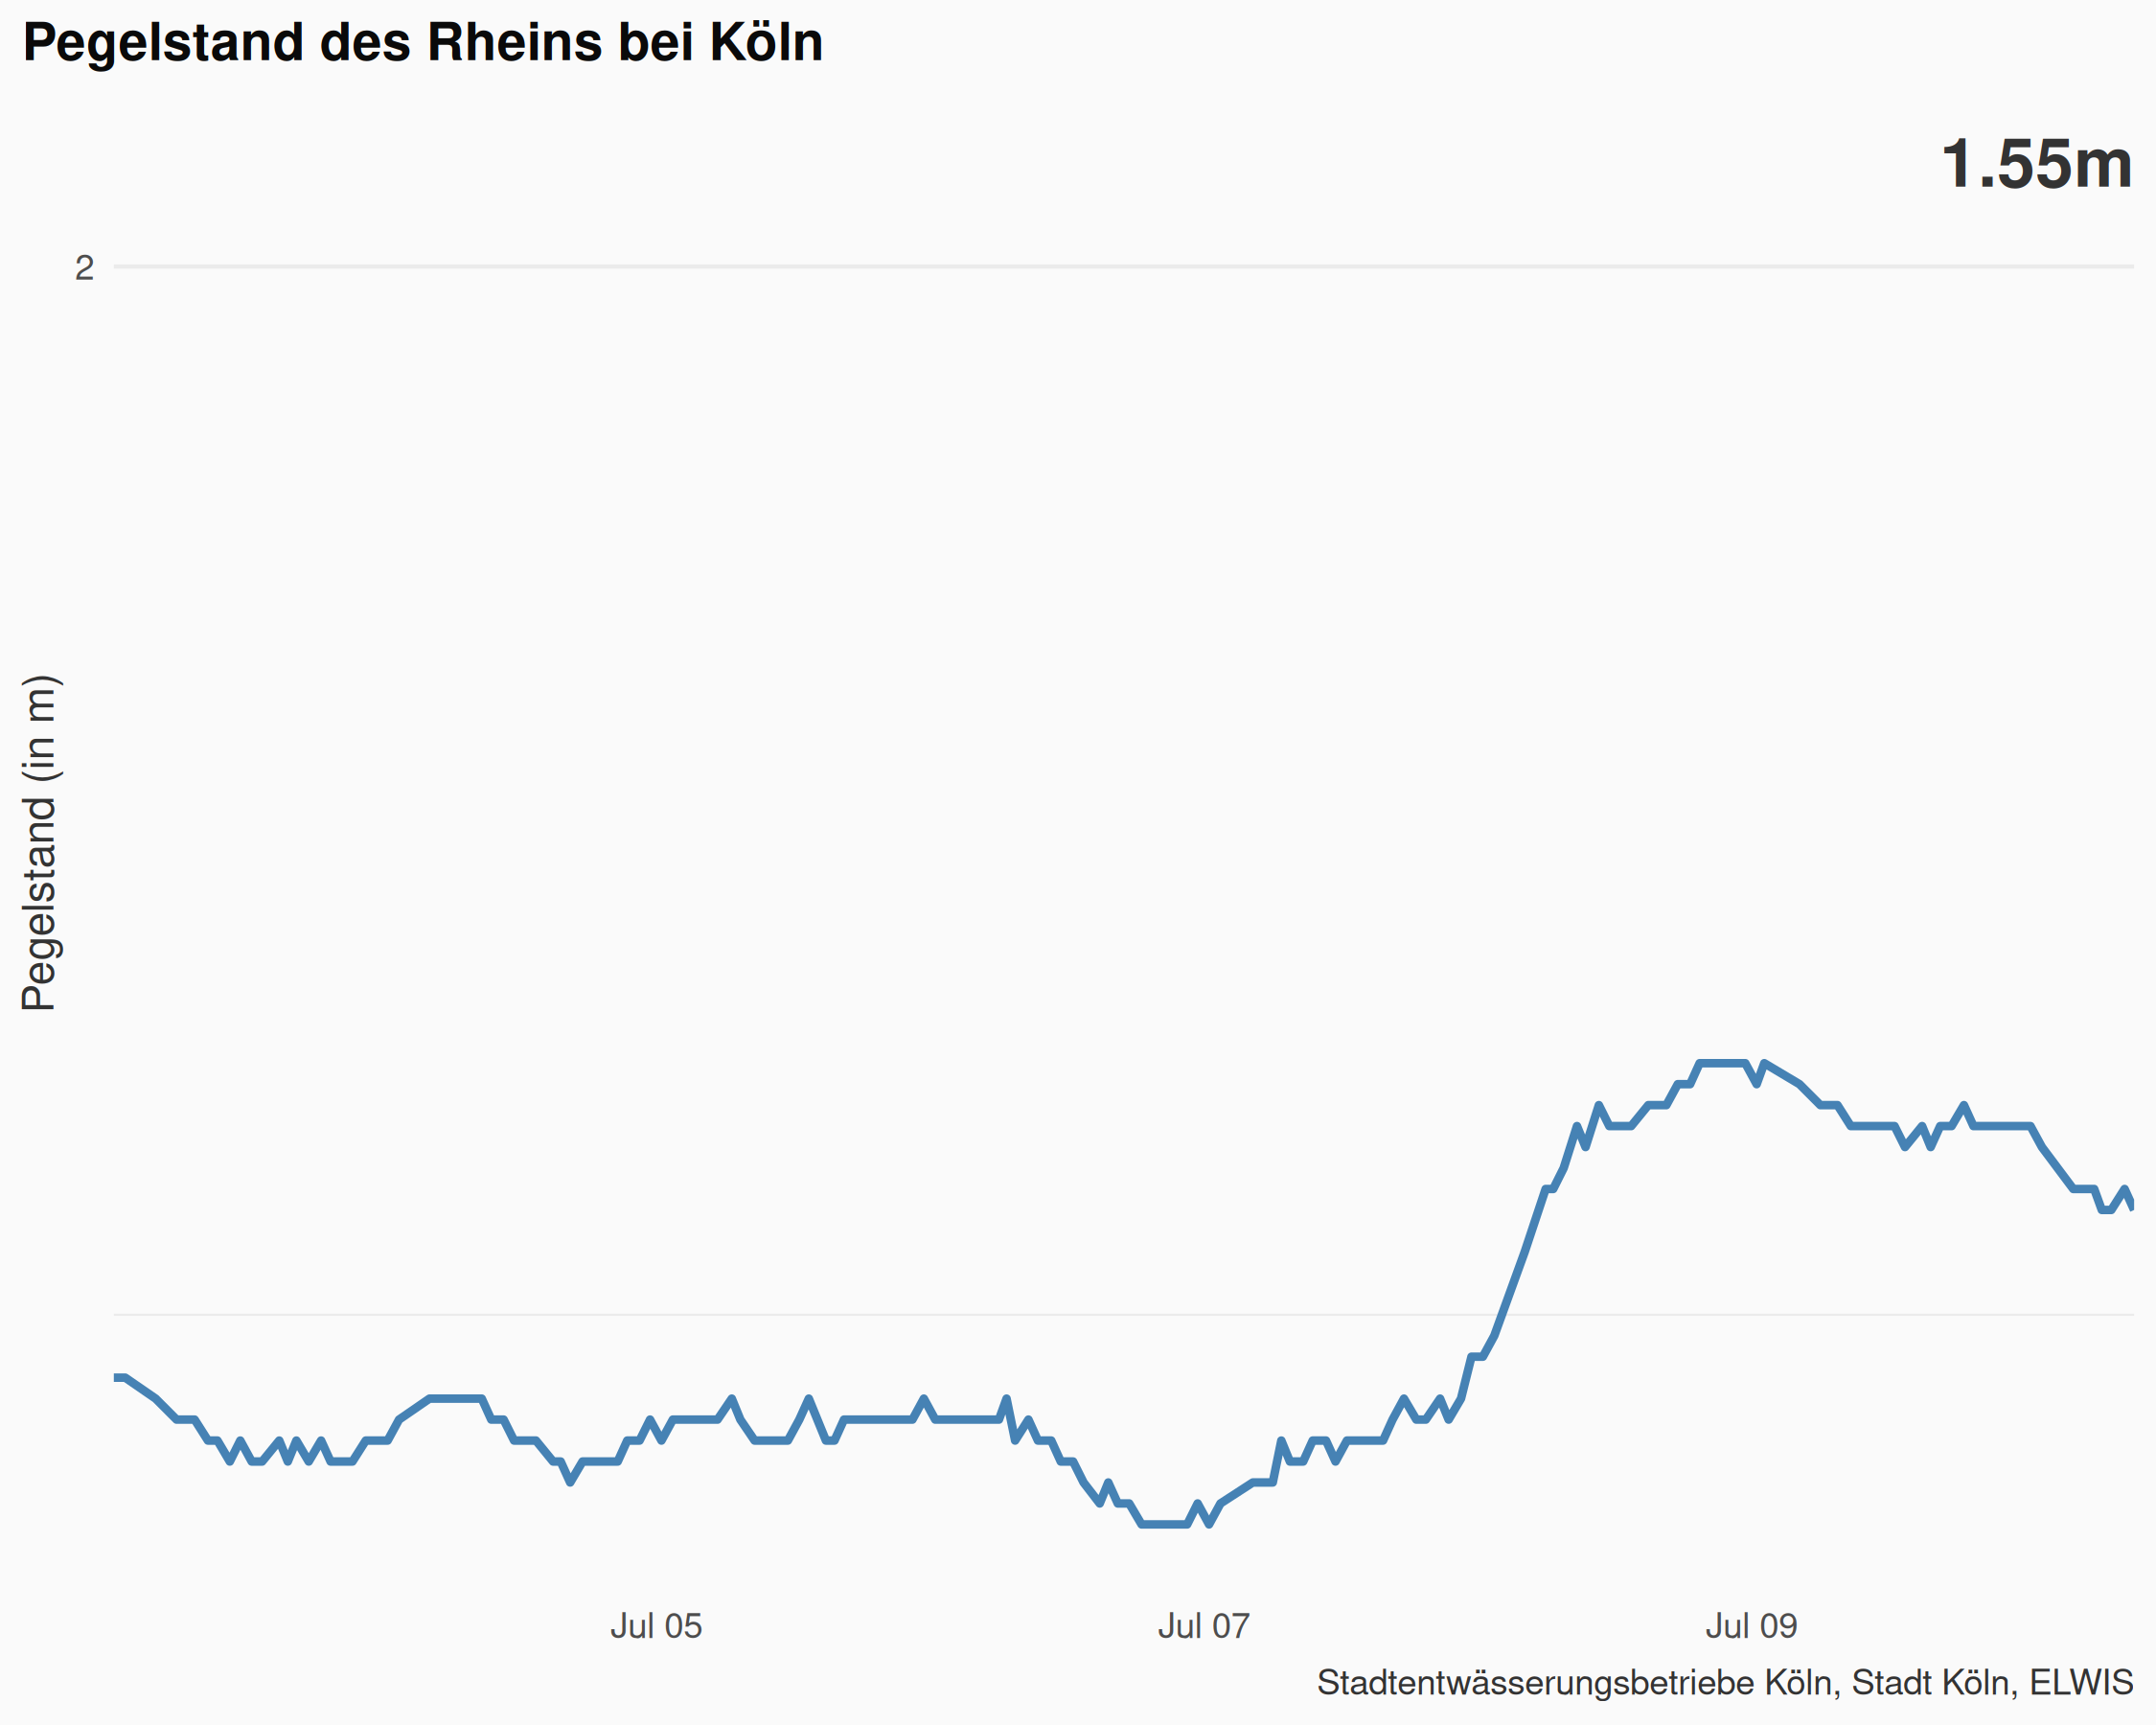 Pegelstand des Rheins bei Köln
1.55m
2
Pegelstand (in m)
Jul 05
Jul 07
Jul 09
Stadtentwässerungsbetriebe Köln, Stadt Köln, ELWIS